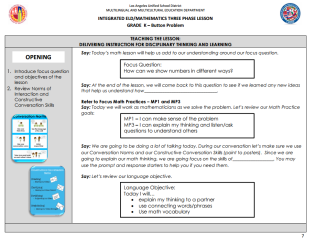 Los Angeles Unified School District
MULTILINGUAL AND MULTICULTURAL EDUCATION DEPARTMENT
INTEGRATED ELD/MATHEMATICS THREE PHASE LESSON
GRADE K – Button Problem
TEACHING THE LESSON:
DELIVERING INSTRUCTION FOR DISCIPLINARY THINKING AND LEARNING
OPENING
1. Introduce focus question and objectives of the lesson
2. Review Norms of Interaction and Constructive Conversation Skills
Say: Today's math lesson will help us add to our understanding around our focus question.
Focus Question:
How can we show numbers in different ways?
Say: At the end of the lesson, we will come back to this question to see if we learned any new ideas
that help us understand how
Refer to Focus Math Practices – MP1 and MP3
Say: Today we will work as mathematicians as we solve the problem. Let's review our Math Practice
goals:
MP1 – I can make sense of the problem
MP3 – I can explain my thinking and listen/ask
questions to understand others
Say: We are going to be doing a lot of talking today. During our let's continue to make sure we use
our Conversation Norms and our Constructive Conversation Skills (point to posters). Since we are
going to explain our math thinking, we are going focus on the skill of You may
use the prompt and response starters to help you if you need them.
Say: Let's review our language objective.
Language Objective:
Today I will…
• explain my thinking to a partner
• use connecting words/phrases
• Use math vocabulary
7